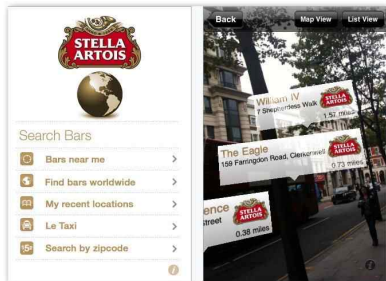 STELLA
ARTOIS
Search Bars
Bars near me
Find bars worldwide
My recent locations
Le Taxi
Search by zipcode
Back
Map View
List View
William IV
7 Shepherdess Walk
STELLA
ARTOIS
1.57 miles
The Eagle
159 Farringdon Road, Clerkenwell
STELLA
ARTOIS
0.73 miles
ence
Street
STELLA
ARTOIS
0.38 miles